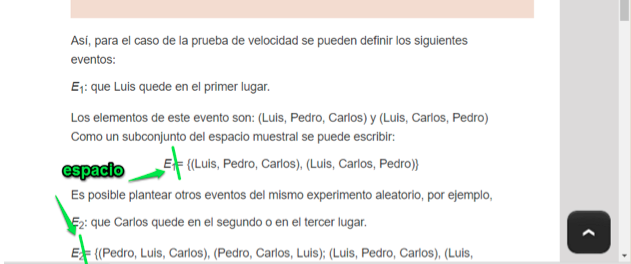 Así, para el caso de la prueba de velocidad se pueden definir los siguientes
eventos:
E₁: que Luis quede en el primer lugar.
Los elementos de este evento son: (Luis, Pedro, Carlos) y (Luis, Carlos, Pedro)
Como un subconjunto del espacio muestral se puede escribir:
espacio
E₁= {(Luis, Pedro, Carlos), (Luis, Carlos, Pedro)}
Es posible plantear otros eventos del mismo experimento aleatorio, por ejemplo,
E₂: que Carlos quede en el segundo o en el tercer lugar.
E₂= {(Pedro, Luis, Carlos), (Pedro, Carlos, Luis); (Luis, Pedro, Carlos), (Luis,